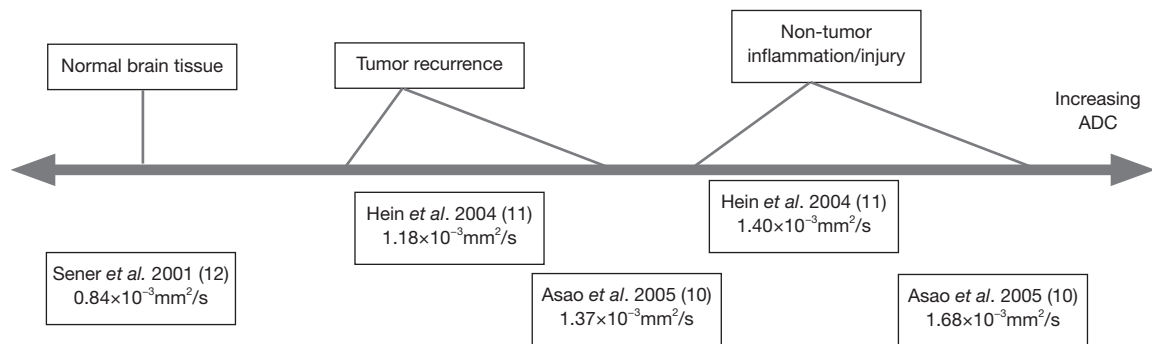 Normal brain tissue
Tumor recurrence
Non-tumor
inflammation/injury
Increasing
ADC
Hein et al. 2004 (11)
1.18×10⁻³mm²/s
Hein et al. 2004 (11)
1.40×10⁻³mm²/s
Sener et al. 2001 (12)
0.84×10⁻³mm²/s
Asao et al. 2005 (10)
1.37×10⁻³mm²/s
Asao et al. 2005 (10)
1.68×10⁻³mm²/s